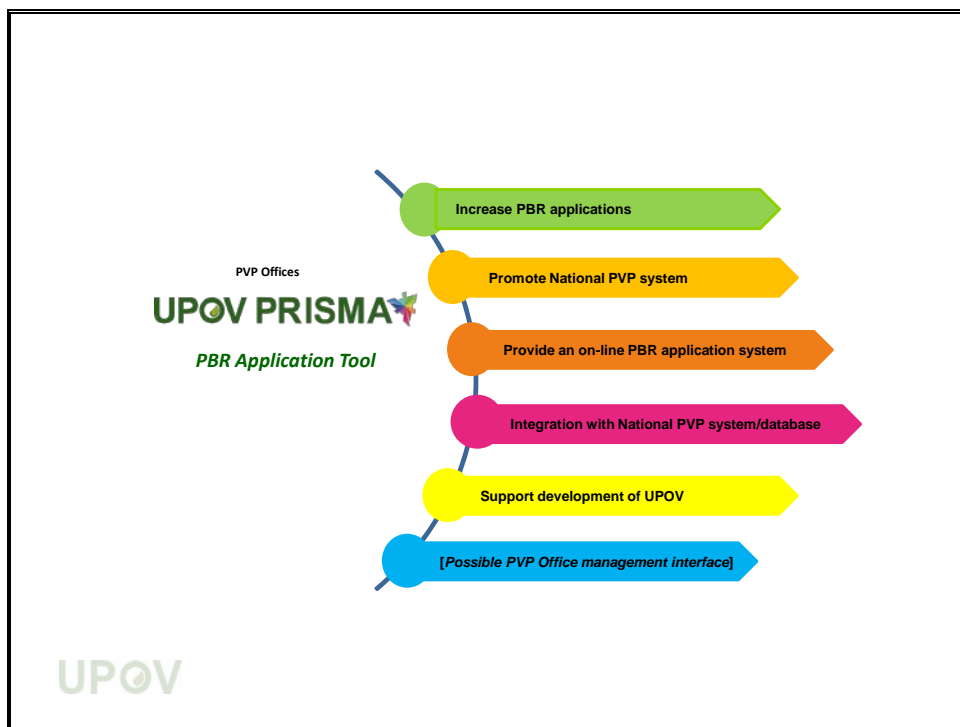 Increase PBR applications
PVP Offices
Promote National PVP system
UPOV PRISMA
PBR Application Tool
Provide an on-line PBR application system
Integration with National PVP system/database
Support development of UPOV
[Possible PVP Office management interface]
UPOV